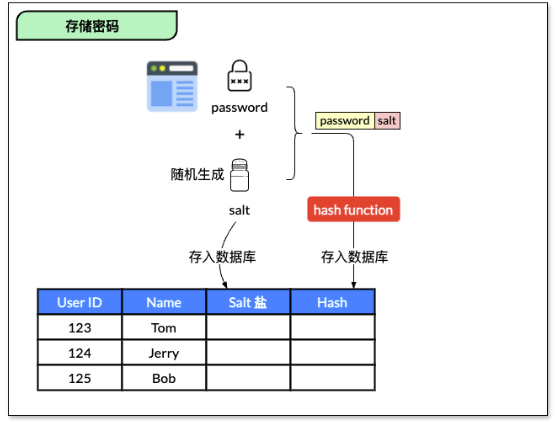 存储密码
***
password
+
password salt
随机生成
salt
hash function
存入数据库 存入数据库
User ID Name Salt 盐 Hash
123 Tom
124 Jerry
125 Bob